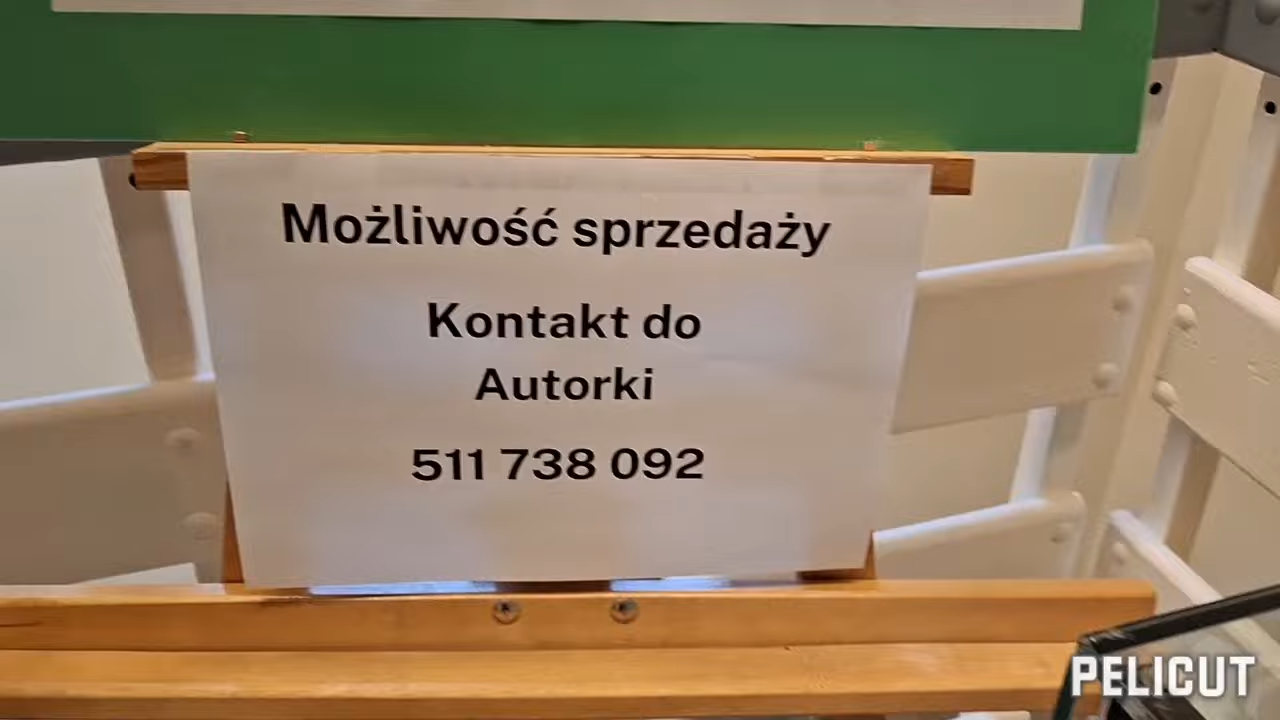 Możliwość sprzedaży
Kontakt do
Autorki
511 738 092
PELICUT